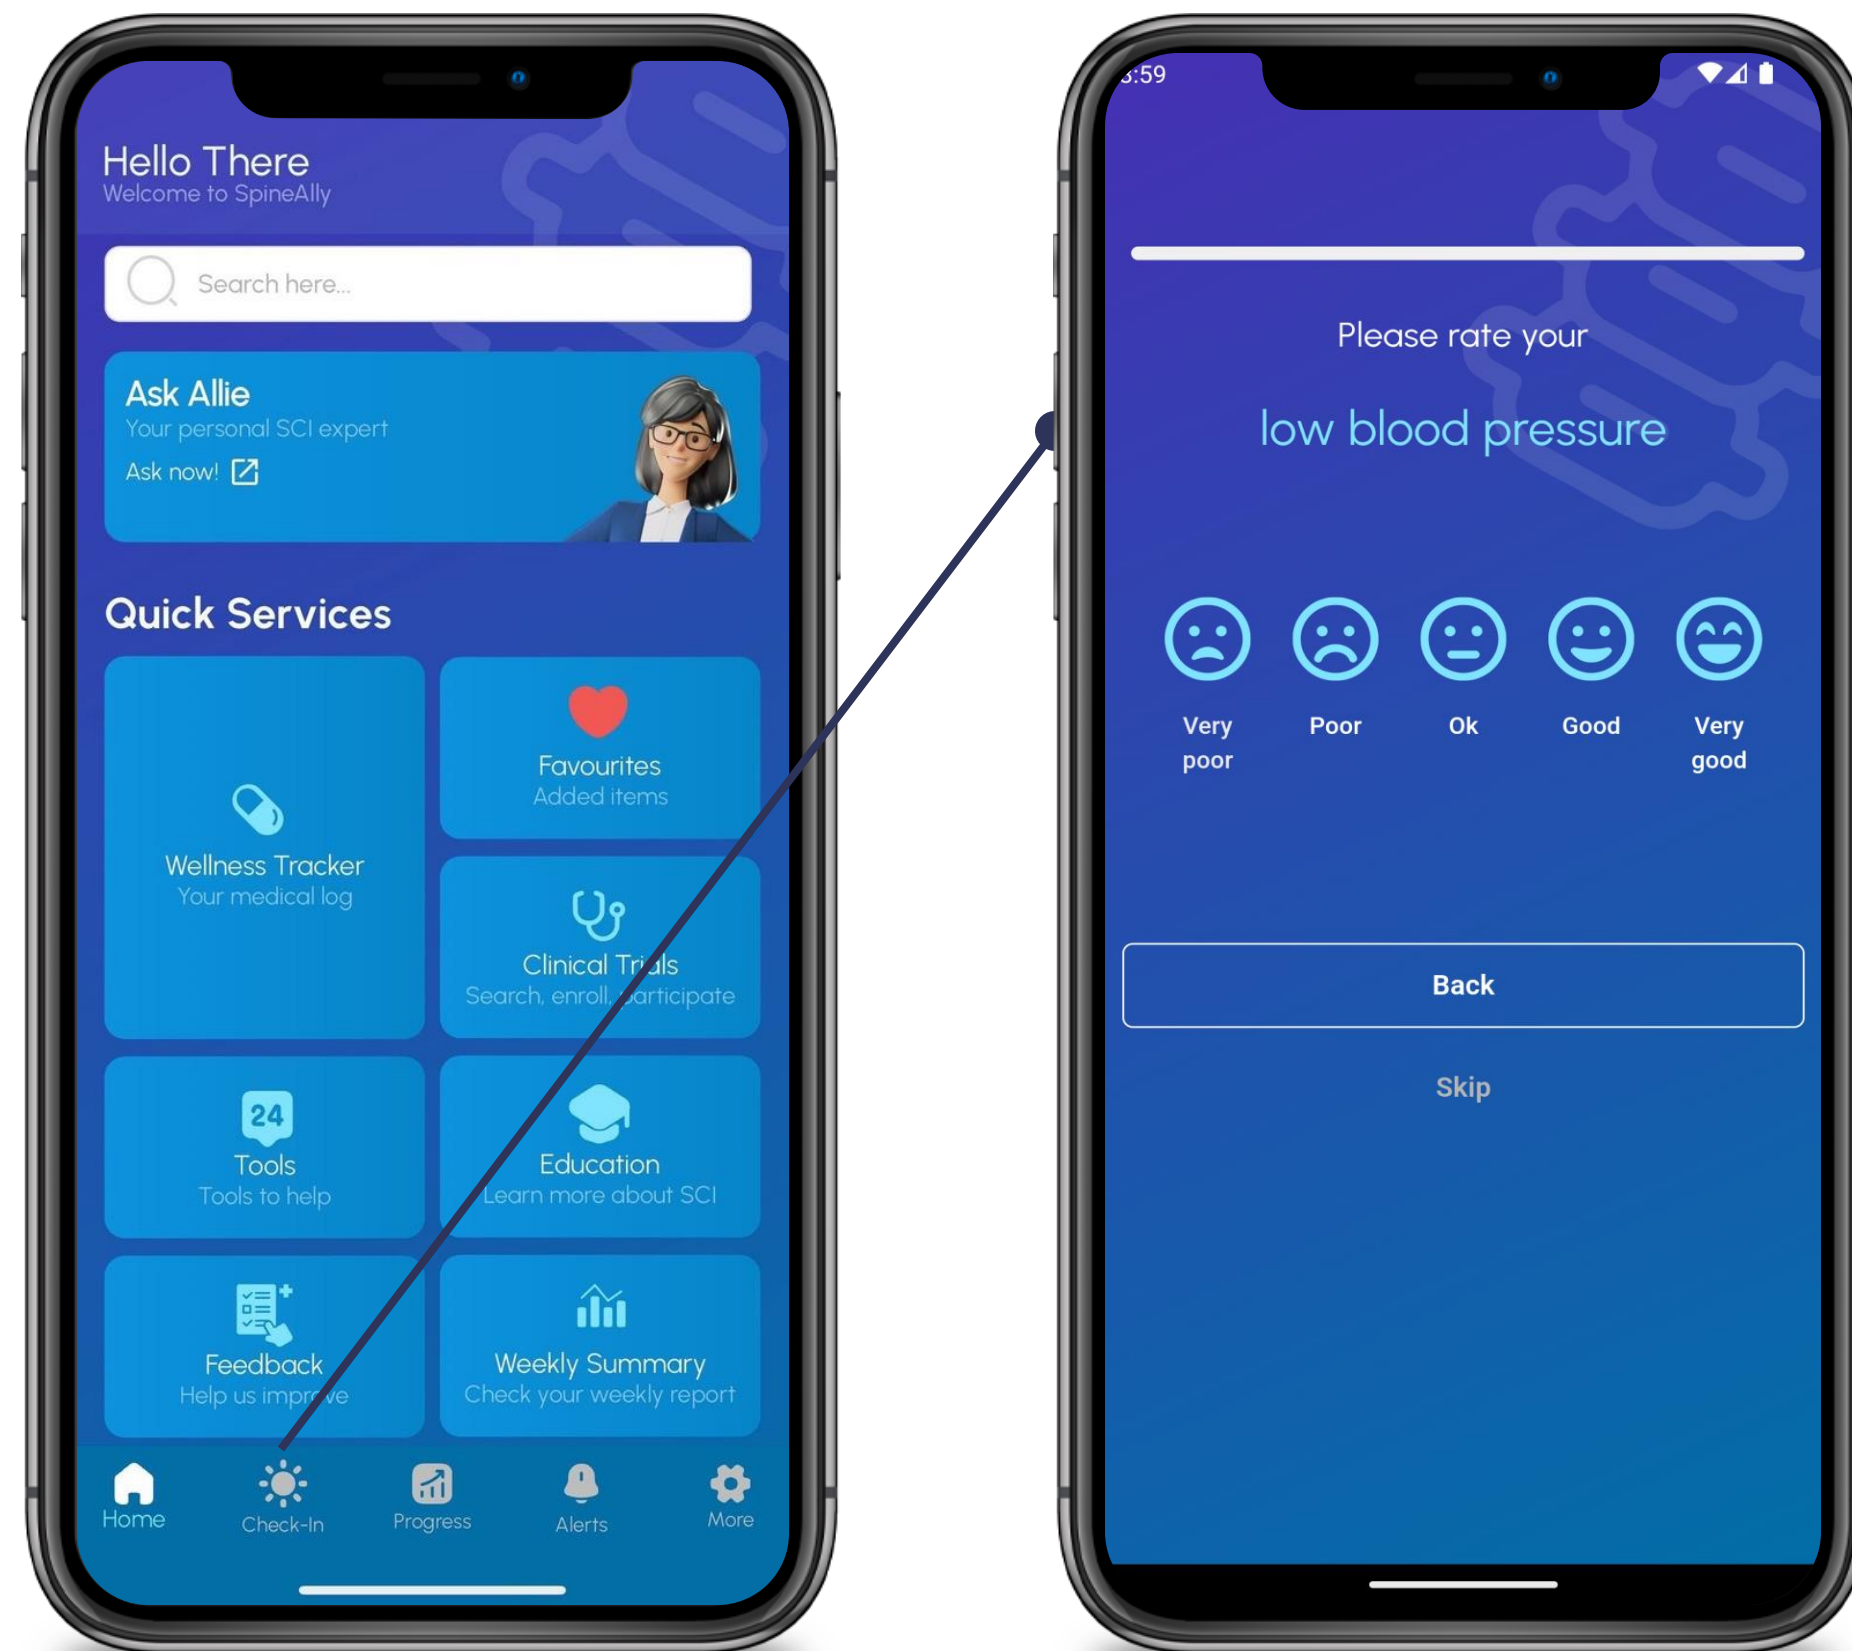 Hello There
Welcome to SpineAlly
Search here...
Ask Allie
Your personal SCI expert
Ask now!
Quick Services
Wellness Tracker
Your medical log
Favourites
Added items
Clinical Trials
Search, enroll, participate
24
Tools
Tools to help
Education
Learn more about SCI
Feedback
Help us improve
Weekly Summary
Check your weekly report
Home
Check-In
Progress
Alerts
More
:59
Please rate your
low blood pressure
Very
poor
Poor
Ok
Good
Very
good
Back
Skip